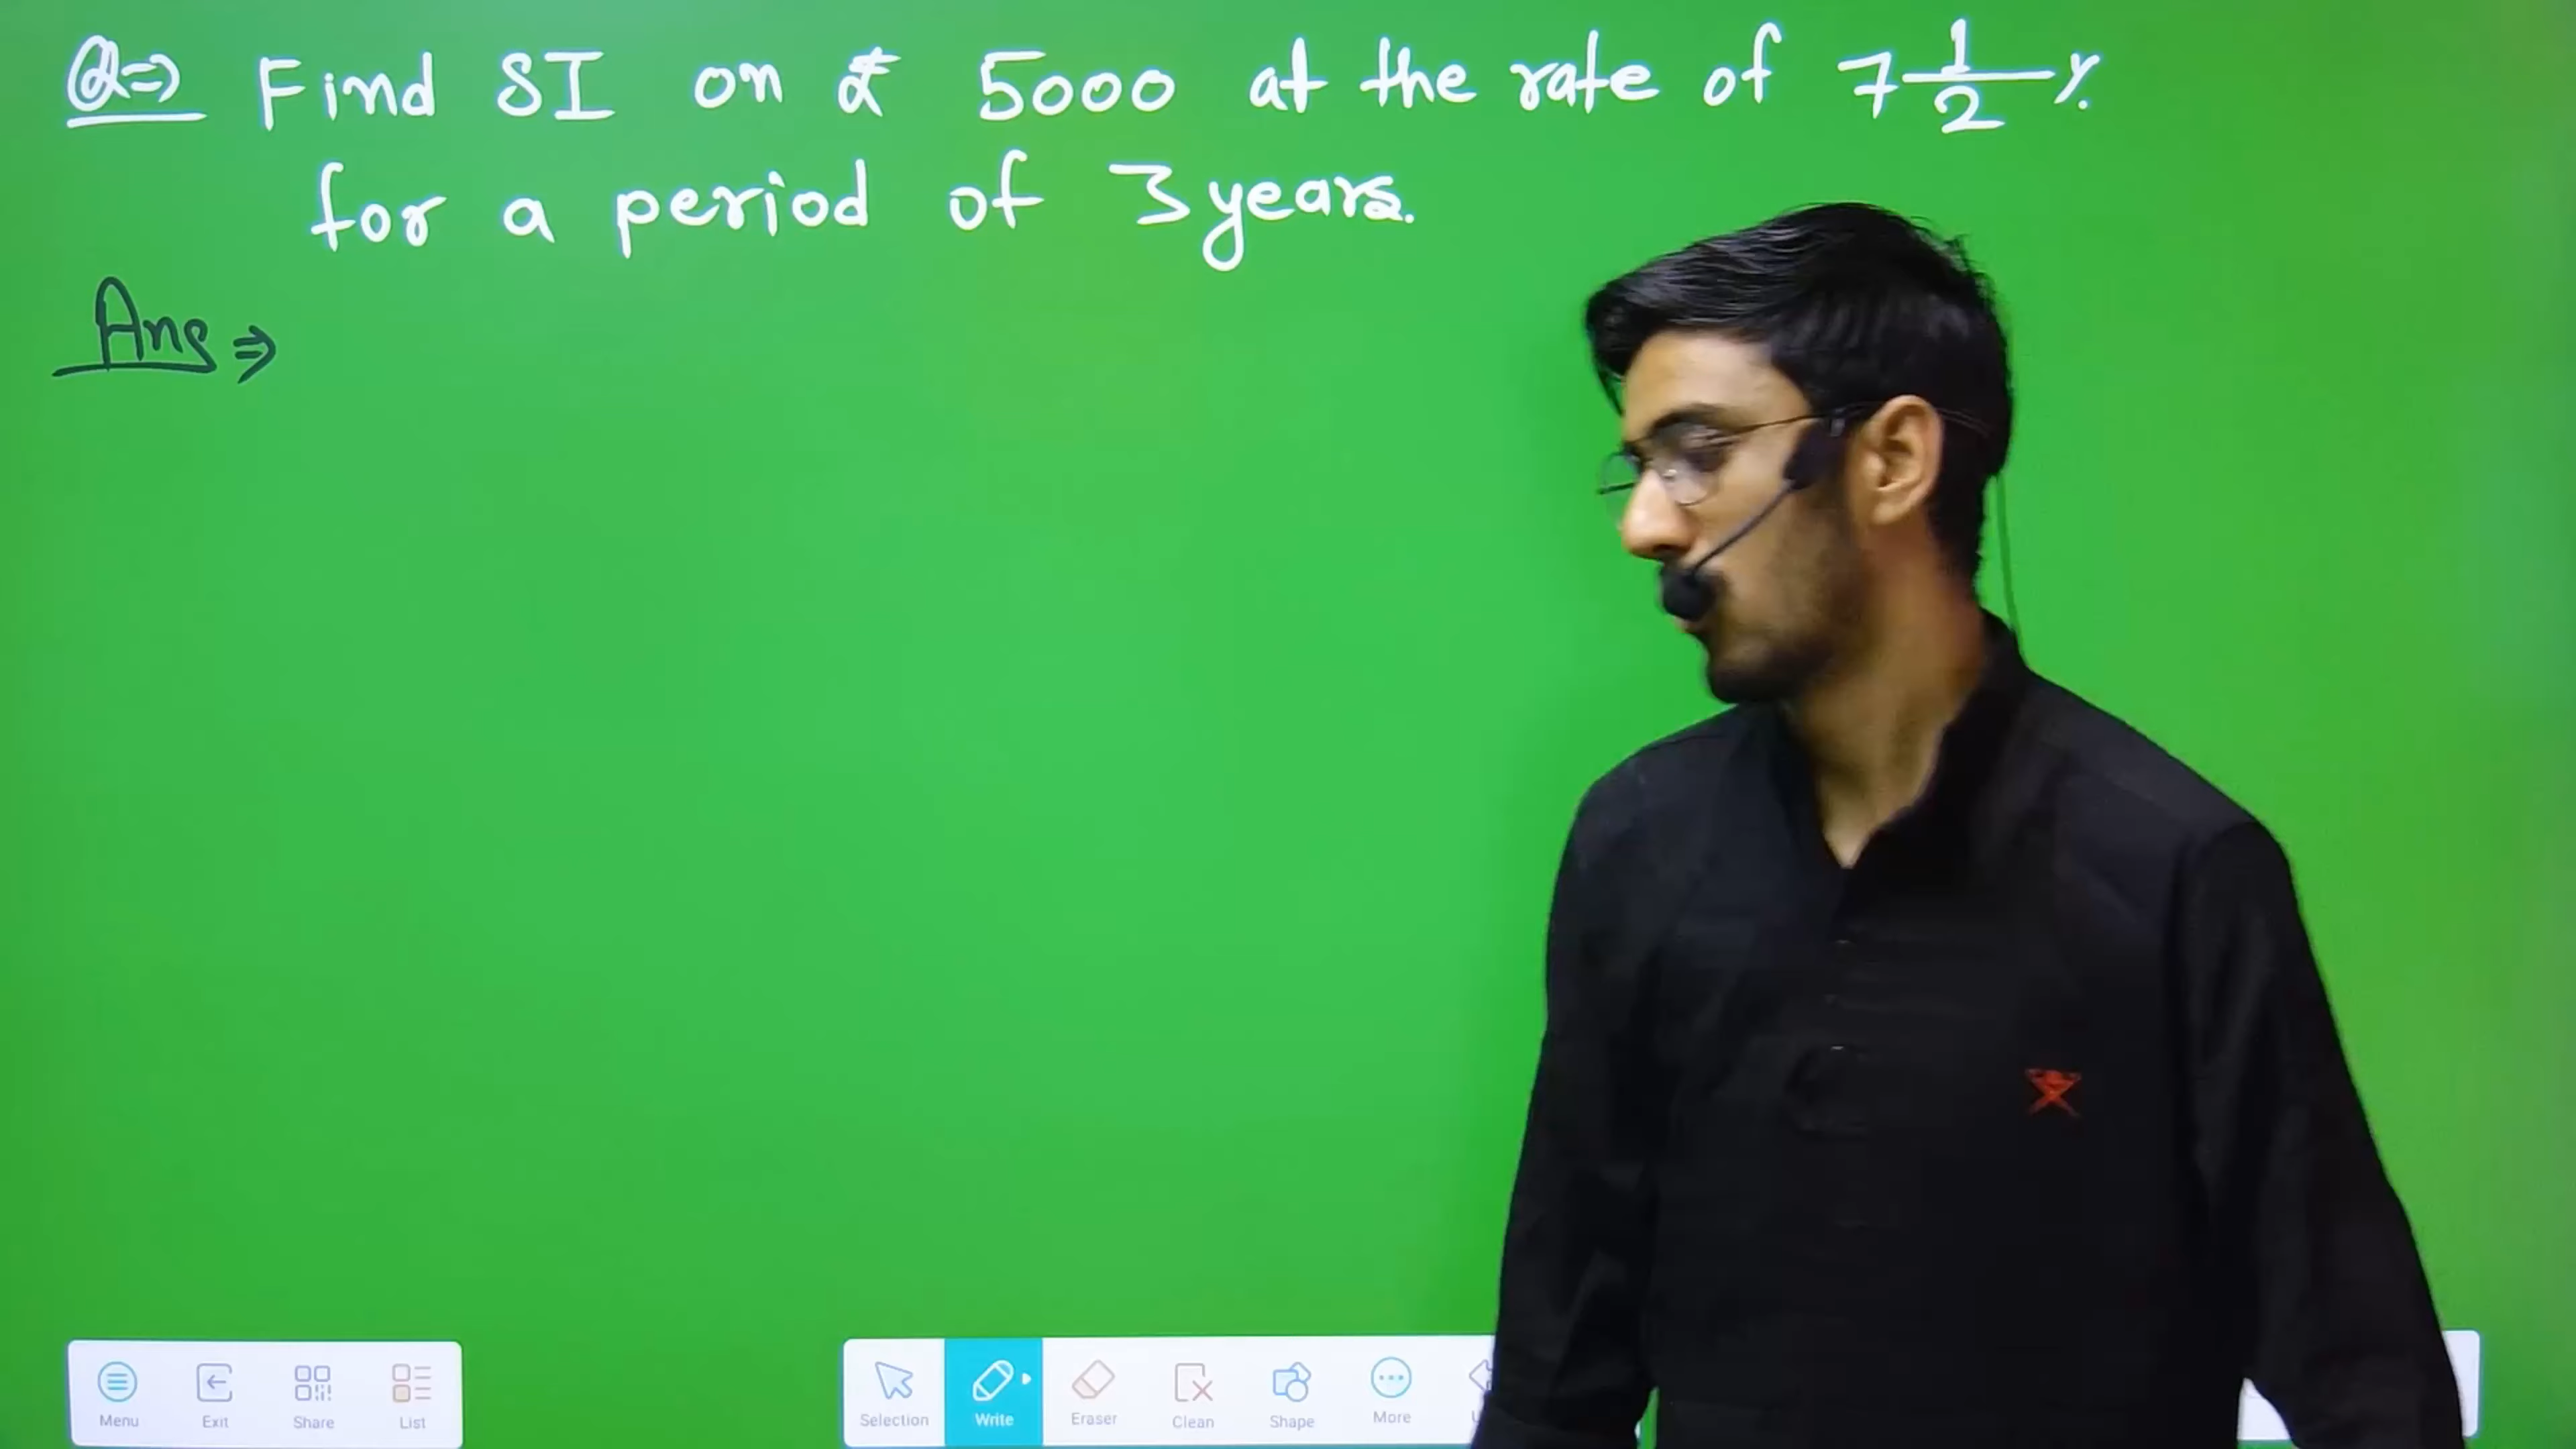 Q⇒ Find SI on ₹ 5000 at the rate of 7 1/2 %
for a period of 3 years.
Ans ⇒
Menu Exit Share List Selection Write Eraser Clean Shape More